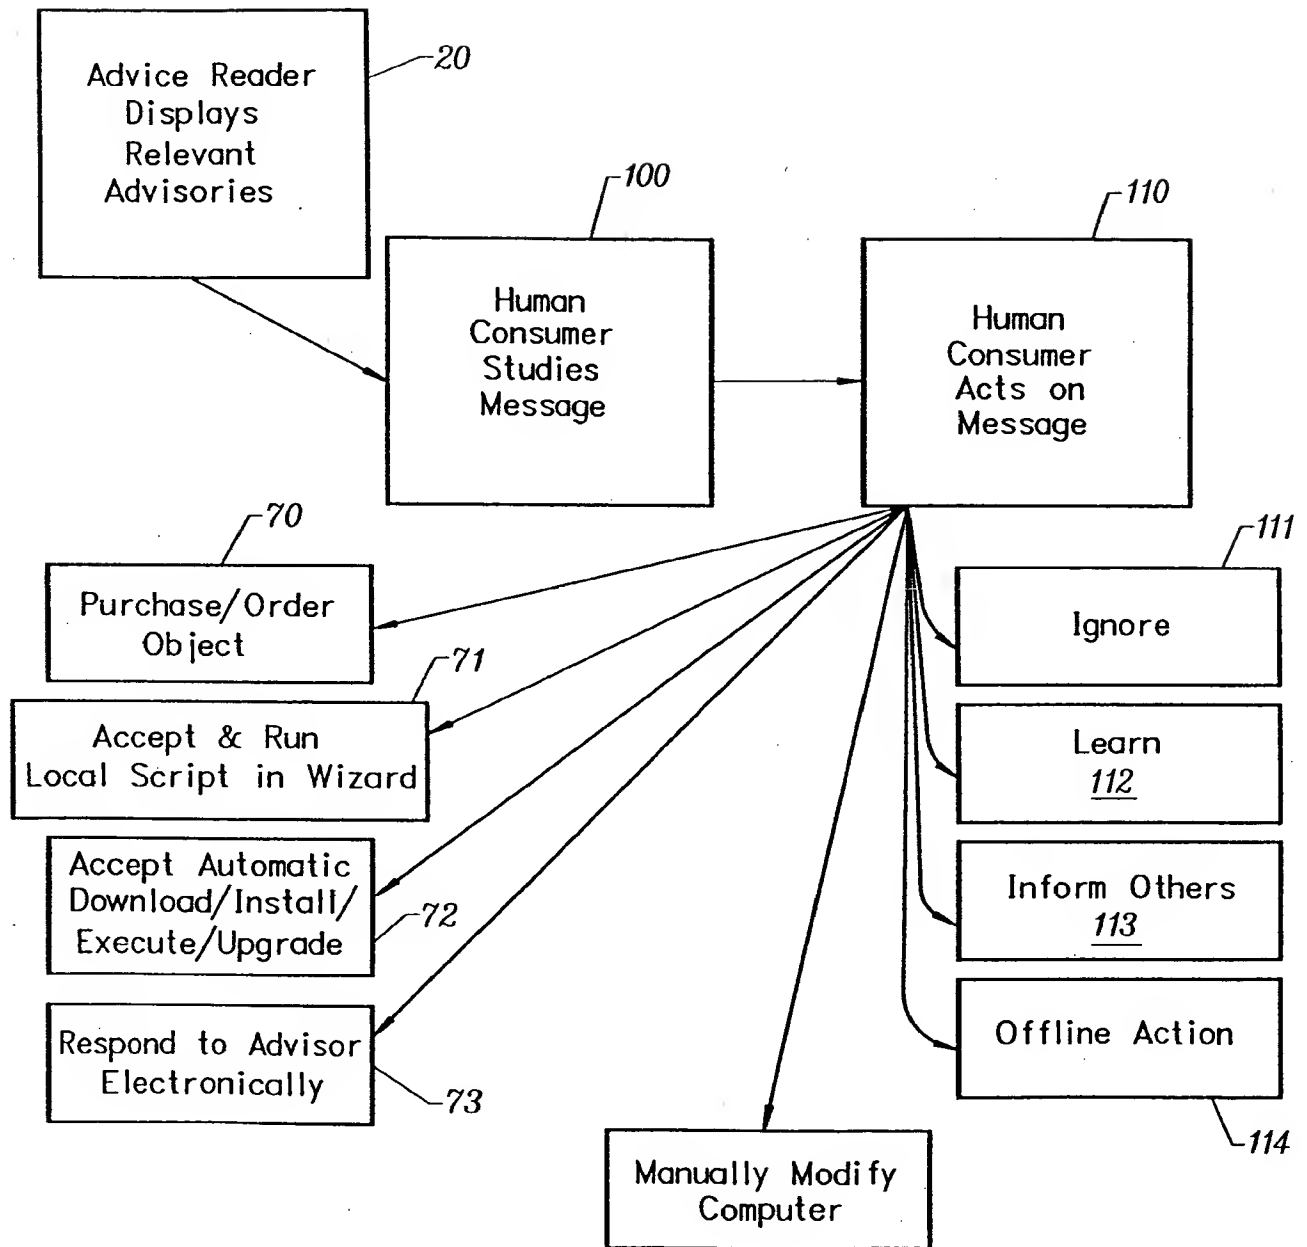 Advice Reader
Displays
Relevant
Advisories
20
Human
Consumer
Studies
Message
100
Human
Consumer
Acts on
Message
110
70
Purchase/Order
Object
71
Accept & Run
Local Script in Wizard
Accept Automatic
Download/Install/
Execute/Upgrade
72
Respond to Advisor
Electronically
73
Manually Modify
Computer
111
Ignore
Learn
112
Inform Others
113
Offline Action
114